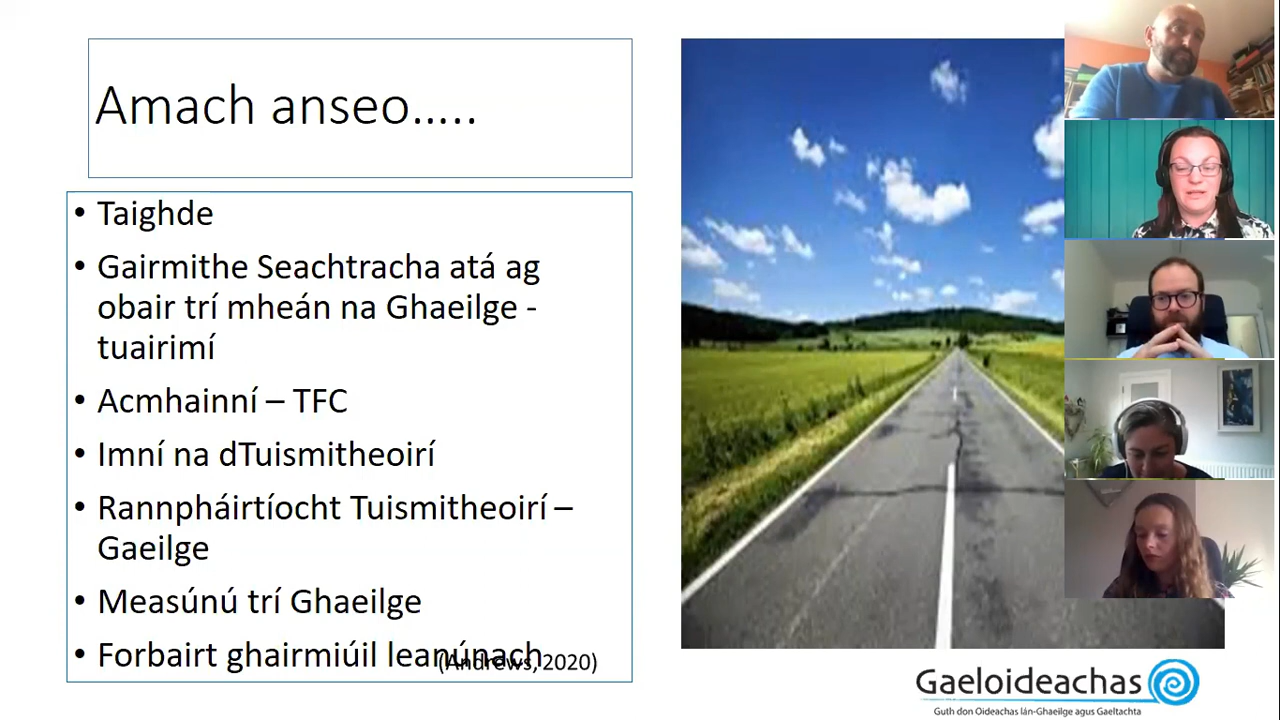 Amach anseo.....
• Taighde
• Gairmithe Seachtracha atá ag
obair trí mheán na Ghaeilge -
tuairimí
• Acmhainní – TFC
• Imní na dTuismitheoirí
• Rannpháirtíocht Tuismitheoirí –
Gaeilge
• Measúnú trí Ghaeilge
• Forbairt ghairmiúil leanúnach
(Andrews, 2020)
Gaeloideachas
Guth don Oideachas lán-Ghaeilge agus Gaeltachta